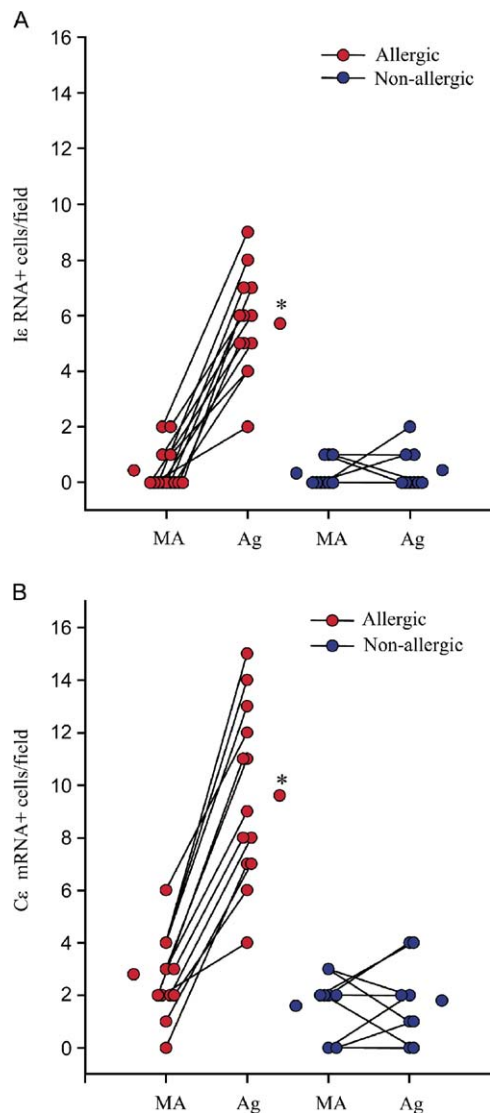 A
16
14
12
10
8
6
4
2
0
Iε RNA+ cells/field
Allergic
Non-allergic
*
MA Ag MA Ag
B
16
14
12
10
8
6
4
2
0
Cε mRNA+ cells/field
Allergic
Non-allergic
*
MA Ag MA Ag